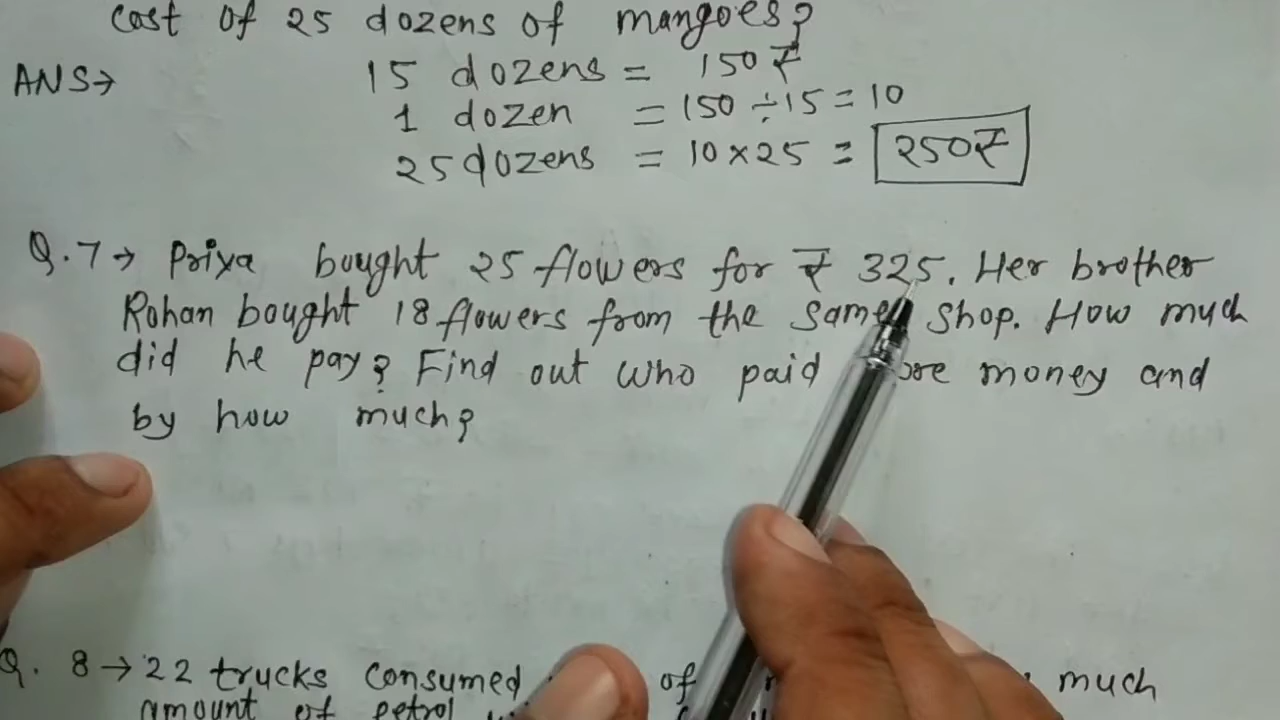 cost of 25 dozens of mangoes?
ANS→ 15 dozens = 150₹
1 dozen = 150 ÷ 15 = 10
25 dozens = 10 × 25 = 250₹
Q.7→ Priya bought 25 flowers for ₹ 325. Her brother
Rohan bought 18 flowers from the same shop. How much
did he pay? Find out who paid money and
by how much?
Q. 8→ 22 trucks consumed of much
amount of petrol